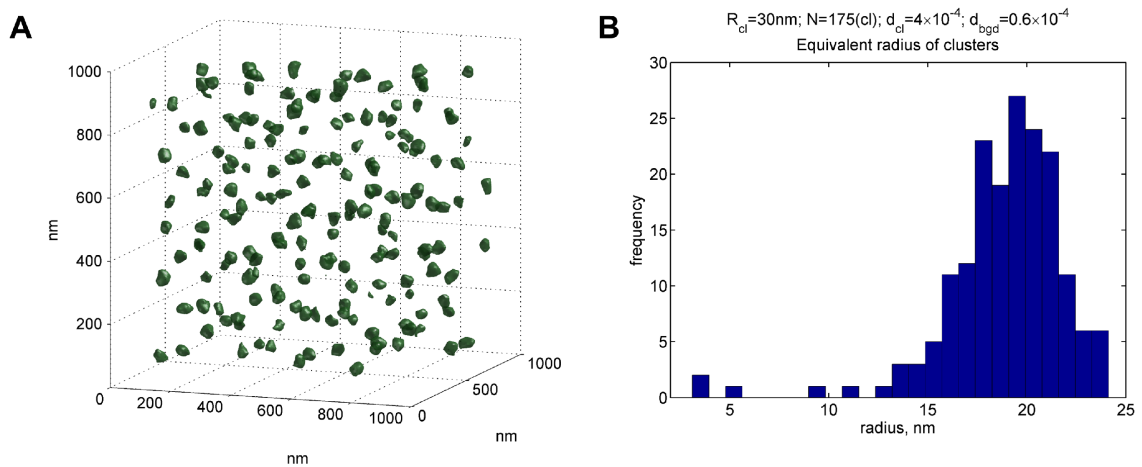 A
1000
800
600
400
200
nm
0
200
400
600
800
1000
0
500
1000
nm
nm
B
R_cl=30nm; N=175(cl); d_cl=4×10^-4; d_bgd=0.6×10^-4
Equivalent radius of clusters
30
25
20
15
10
5
0
frequency
5
10
15
20
25
radius, nm